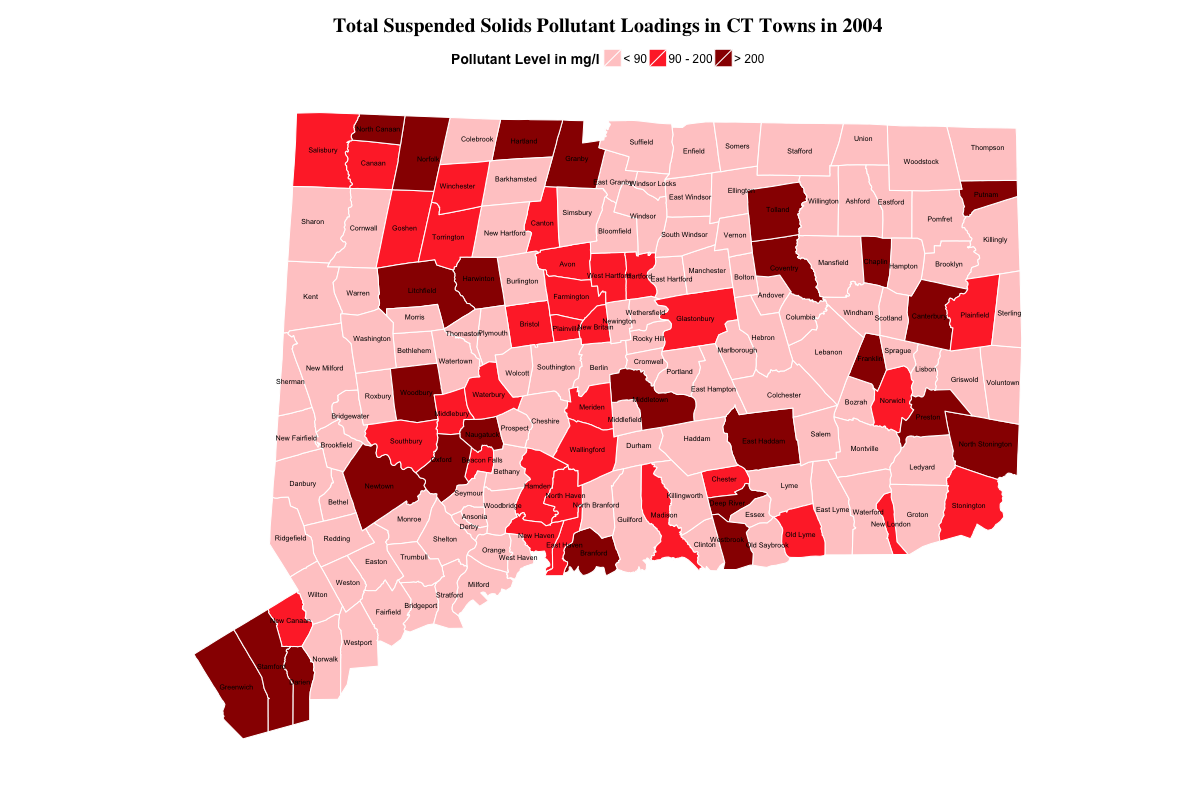 Total Suspended Solids Pollutant Loadings in CT Towns in 2004
Pollutant Level in mg/l < 90 90 - 200 > 200
North Canaan
Colebrook
Hartland
Suffield
Union
Salisbury
Canaan
Norfolk
Granby
Enfield
Somers
Stafford
Woodstock
Thompson
Winchester
Barkhamsted
East Granby
Windsor Locks
East Windsor
Ellington
Willington
Ashford
Eastford
Putnam
Sharon
Cornwall
Goshen
Torrington
New Hartford
Canton
Simsbury
Bloomfield
Windsor
South Windsor
Vernon
Tolland
Pomfret
Killingly
Kent
Warren
Litchfield
Harwinton
Burlington
Avon
West Hartford
Hartford
East Hartford
Manchester
Bolton
Coventry
Mansfield
Chaplin
Hampton
Brooklyn
Morris
Farmington
Andover
Columbia
Windham
Scotland
Canterbury
Plainfield
Sterling
Washington
Bethlehem
Thomaston
Plymouth
Bristol
Plainville
New Britain
Newington
Wethersfield
Rocky Hill
Glastonbury
Hebron
Marlborough
Lebanon
Franklin
Sprague
Lisbon
Griswold
Voluntown
Sherman
New Milford
Roxbury
Woodbury
Watertown
Wolcott
Southington
Berlin
Cromwell
Portland
East Hampton
Colchester
Bozrah
Norwich
Preston
Bridgewater
Middlebury
Waterbury
Naugatuck
Prospect
Cheshire
Meriden
Middletown
Middlefield
New Fairfield
Brookfield
Southbury
Oxford
Beacon Falls
Bethany
Wallingford
Durham
Haddam
East Haddam
Salem
Montville
Ledyard
North Stonington
Danbury
Bethel
Newtown
Seymour
Woodbridge
Hamden
North Haven
North Branford
Guilford
Madison
Killingworth
Chester
Deep River
Essex
Lyme
East Lyme
Waterford
New London
Groton
Stonington
Ridgefield
Redding
Monroe
Ansonia
Derby
Shelton
Orange
New Haven
West Haven
East Haven
Branford
Clinton
Westbrook
Old Saybrook
Old Lyme
Wilton
Weston
Easton
Trumbull
Stratford
Milford
Bridgeport
Fairfield
New Canaan
Norwalk
Westport
Stamford
Darien
Greenwich